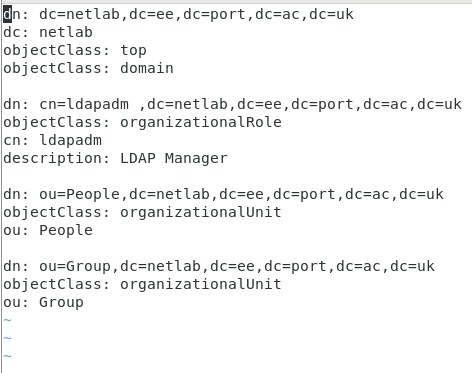 dn: dc=netlab,dc=ee,dc=port,dc=ac,dc=uk
dc: netlab
objectClass: top
objectClass: domain

dn: cn=ldapadm ,dc=netlab,dc=ee,dc=port,dc=ac,dc=uk
objectClass: organizationalRole
cn: ldapadm
description: LDAP Manager

dn: ou=People,dc=netlab,dc=ee,dc=port,dc=ac,dc=uk
objectClass: organizationalUnit
ou: People

dn: ou=Group,dc=netlab,dc=ee,dc=port,dc=ac,dc=uk
objectClass: organizationalUnit
ou: Group
~
~
~